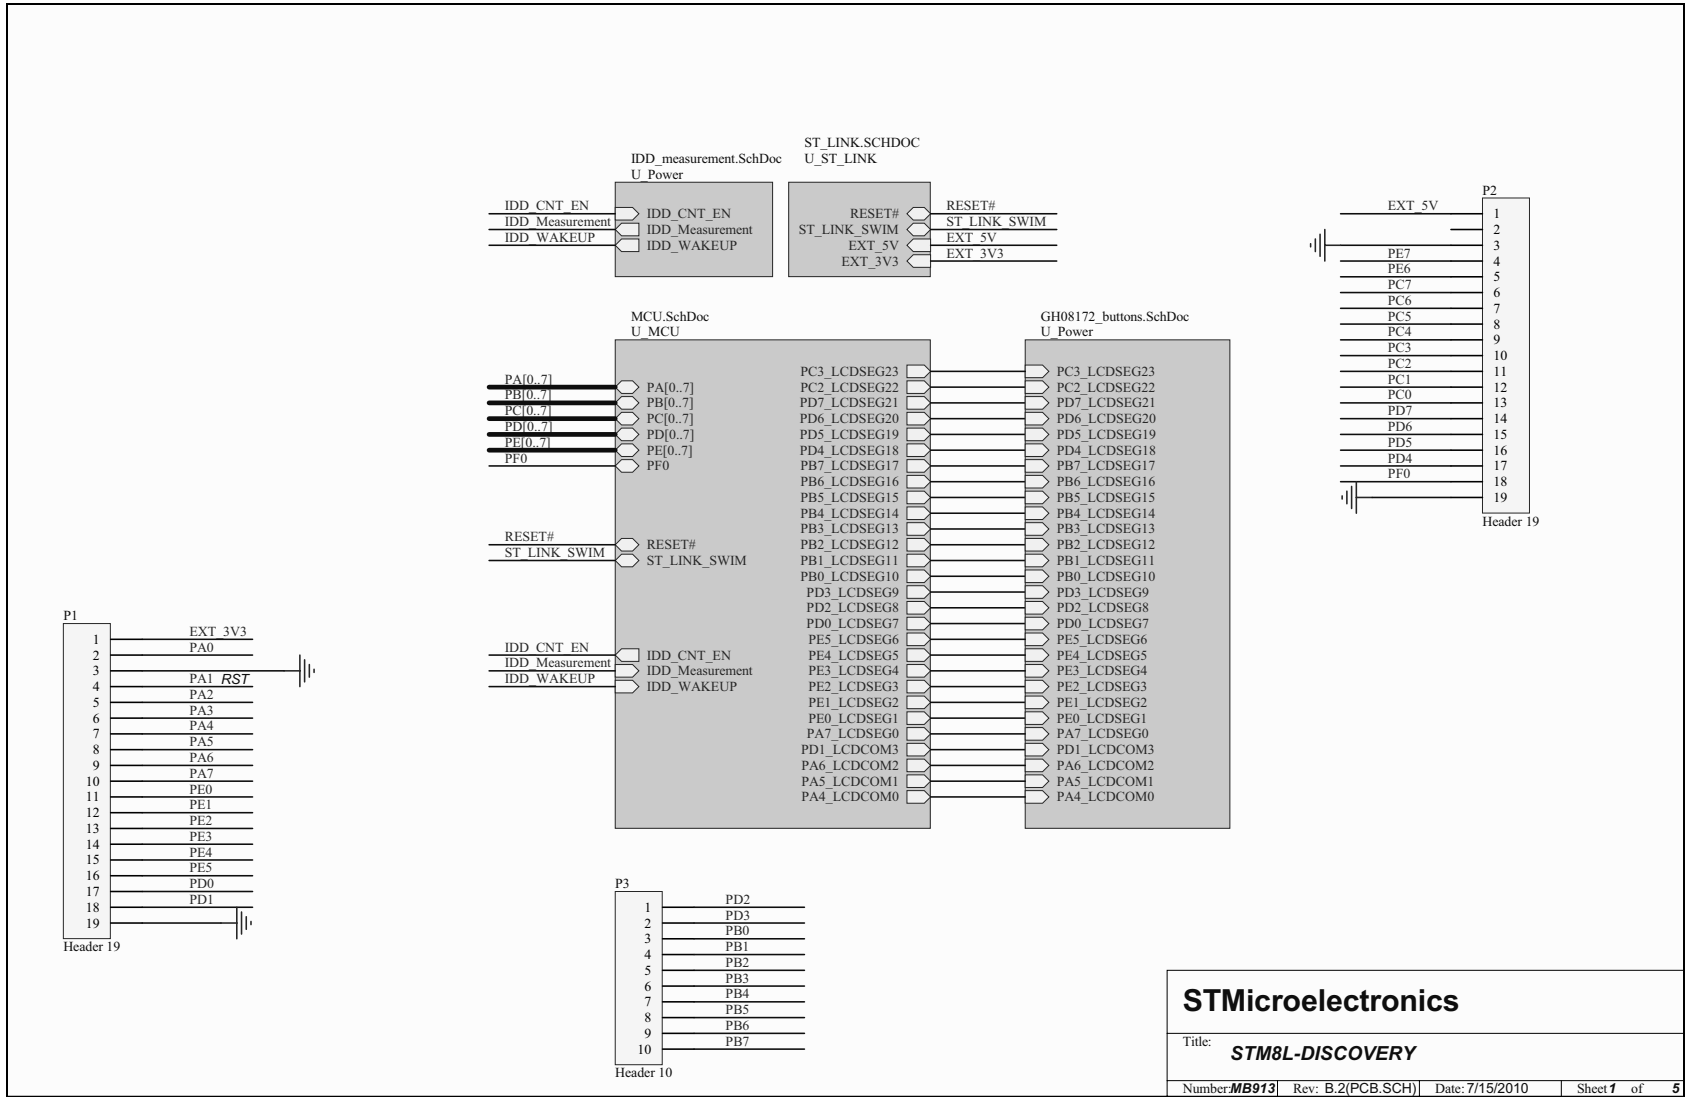 ST_LINK.SCHDOC
IDD_measurement.SchDoc U_ST_LINK
U_Power
IDD_CNT_EN IDD_CNT_EN
IDD_Measurement IDD_Measurement
IDD_WAKEUP IDD_WAKEUP
RESET# RESET#
ST_LINK_SWIM ST_LINK_SWIM
EXT_5V EXT_5V
EXT_3V3 EXT_3V3
P2
EXT_5V 1
2
3
PE7 4
PE6 5
PC7 6
PC6 7
PC5 8
PC4 9
PC3 10
PC2 11
PC1 12
PC0 13
PD7 14
PD6 15
PD5 16
PD4 17
PF0 18
19
Header 19
MCU.SchDoc
U_MCU
PA[0..7] PA[0..7]
PB[0..7] PB[0..7]
PC[0..7] PC[0..7]
PD[0..7] PD[0..7]
PE[0..7] PE[0..7]
PF0 PF0
RESET# RESET#
ST_LINK_SWIM ST_LINK_SWIM
IDD_CNT_EN IDD_CNT_EN
IDD_Measurement IDD_Measurement
IDD_WAKEUP IDD_WAKEUP
GH08172_buttons.SchDoc
U_Power
PC3_LCDSEG23 PC3_LCDSEG23
PC2_LCDSEG22 PC2_LCDSEG22
PD7_LCDSEG21 PD7_LCDSEG21
PD6_LCDSEG20 PD6_LCDSEG20
PD5_LCDSEG19 PD5_LCDSEG19
PD4_LCDSEG18 PD4_LCDSEG18
PB7_LCDSEG17 PB7_LCDSEG17
PB6_LCDSEG16 PB6_LCDSEG16
PB5_LCDSEG15 PB5_LCDSEG15
PB4_LCDSEG14 PB4_LCDSEG14
PB3_LCDSEG13 PB3_LCDSEG13
PB2_LCDSEG12 PB2_LCDSEG12
PB1_LCDSEG11 PB1_LCDSEG11
PB0_LCDSEG10 PB0_LCDSEG10
PD3_LCDSEG9 PD3_LCDSEG9
PD2_LCDSEG8 PD2_LCDSEG8
PD0_LCDSEG7 PD0_LCDSEG7
PE5_LCDSEG6 PE5_LCDSEG6
PE4_LCDSEG5 PE4_LCDSEG5
PE3_LCDSEG4 PE3_LCDSEG4
PE2_LCDSEG3 PE2_LCDSEG3
PE1_LCDSEG2 PE1_LCDSEG2
PE0_LCDSEG1 PE0_LCDSEG1
PA7_LCDSEG0 PA7_LCDSEG0
PD1_LCDCOM3 PD1_LCDCOM3
PA6_LCDCOM2 PA6_LCDCOM2
PA5_LCDCOM1 PA5_LCDCOM1
PA4_LCDCOM0 PA4_LCDCOM0
P1
1 EXT_3V3
2 PA0
3
4 PA1 RST
5 PA2
6 PA3
7 PA4
8 PA5
9 PA6
10 PA7
11 PE0
12 PE1
13 PE2
14 PE3
15 PE4
16 PE5
17 PD0
18 PD1
19
Header 19
P3
1 PD2
2 PD3
3 PB0
4 PB1
5 PB2
6 PB3
7 PB4
8 PB5
9 PB6
10 PB7
Header 10
STMicroelectronics
Title:
STM8L-DISCOVERY
Number:MB913 Rev: B.2(PCB.SCH) Date:7/15/2010 Sheet 1 of 5